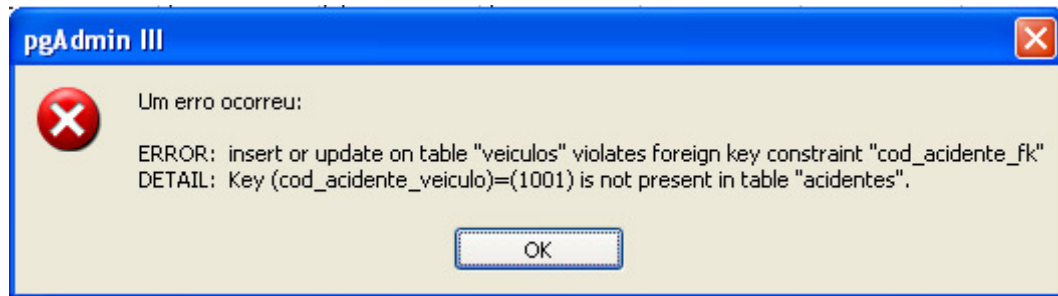 pgAdmin III
Um erro ocorreu:
ERROR: insert or update on table "veiculos" violates foreign key constraint "cod_acidente_fk"
DETAIL: Key (cod_acidente_veiculo)=(1001) is not present in table "acidentes".
OK